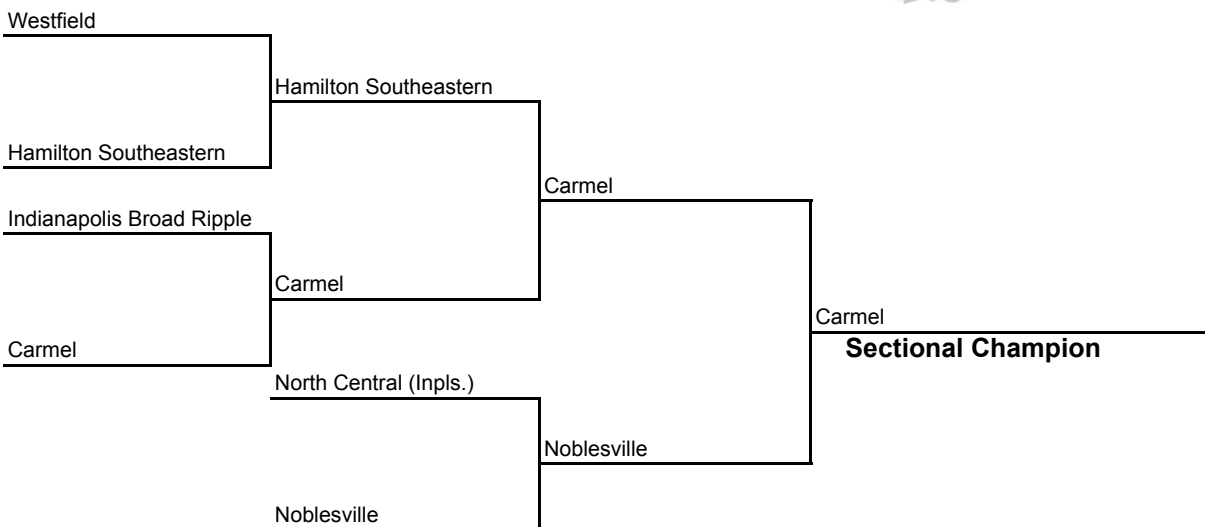 Westfield
Hamilton Southeastern
Hamilton Southeastern
Carmel
Indianapolis Broad Ripple
Carmel
Carmel
Sectional Champion
Carmel
North Central (Inpls.)
Noblesville
Noblesville